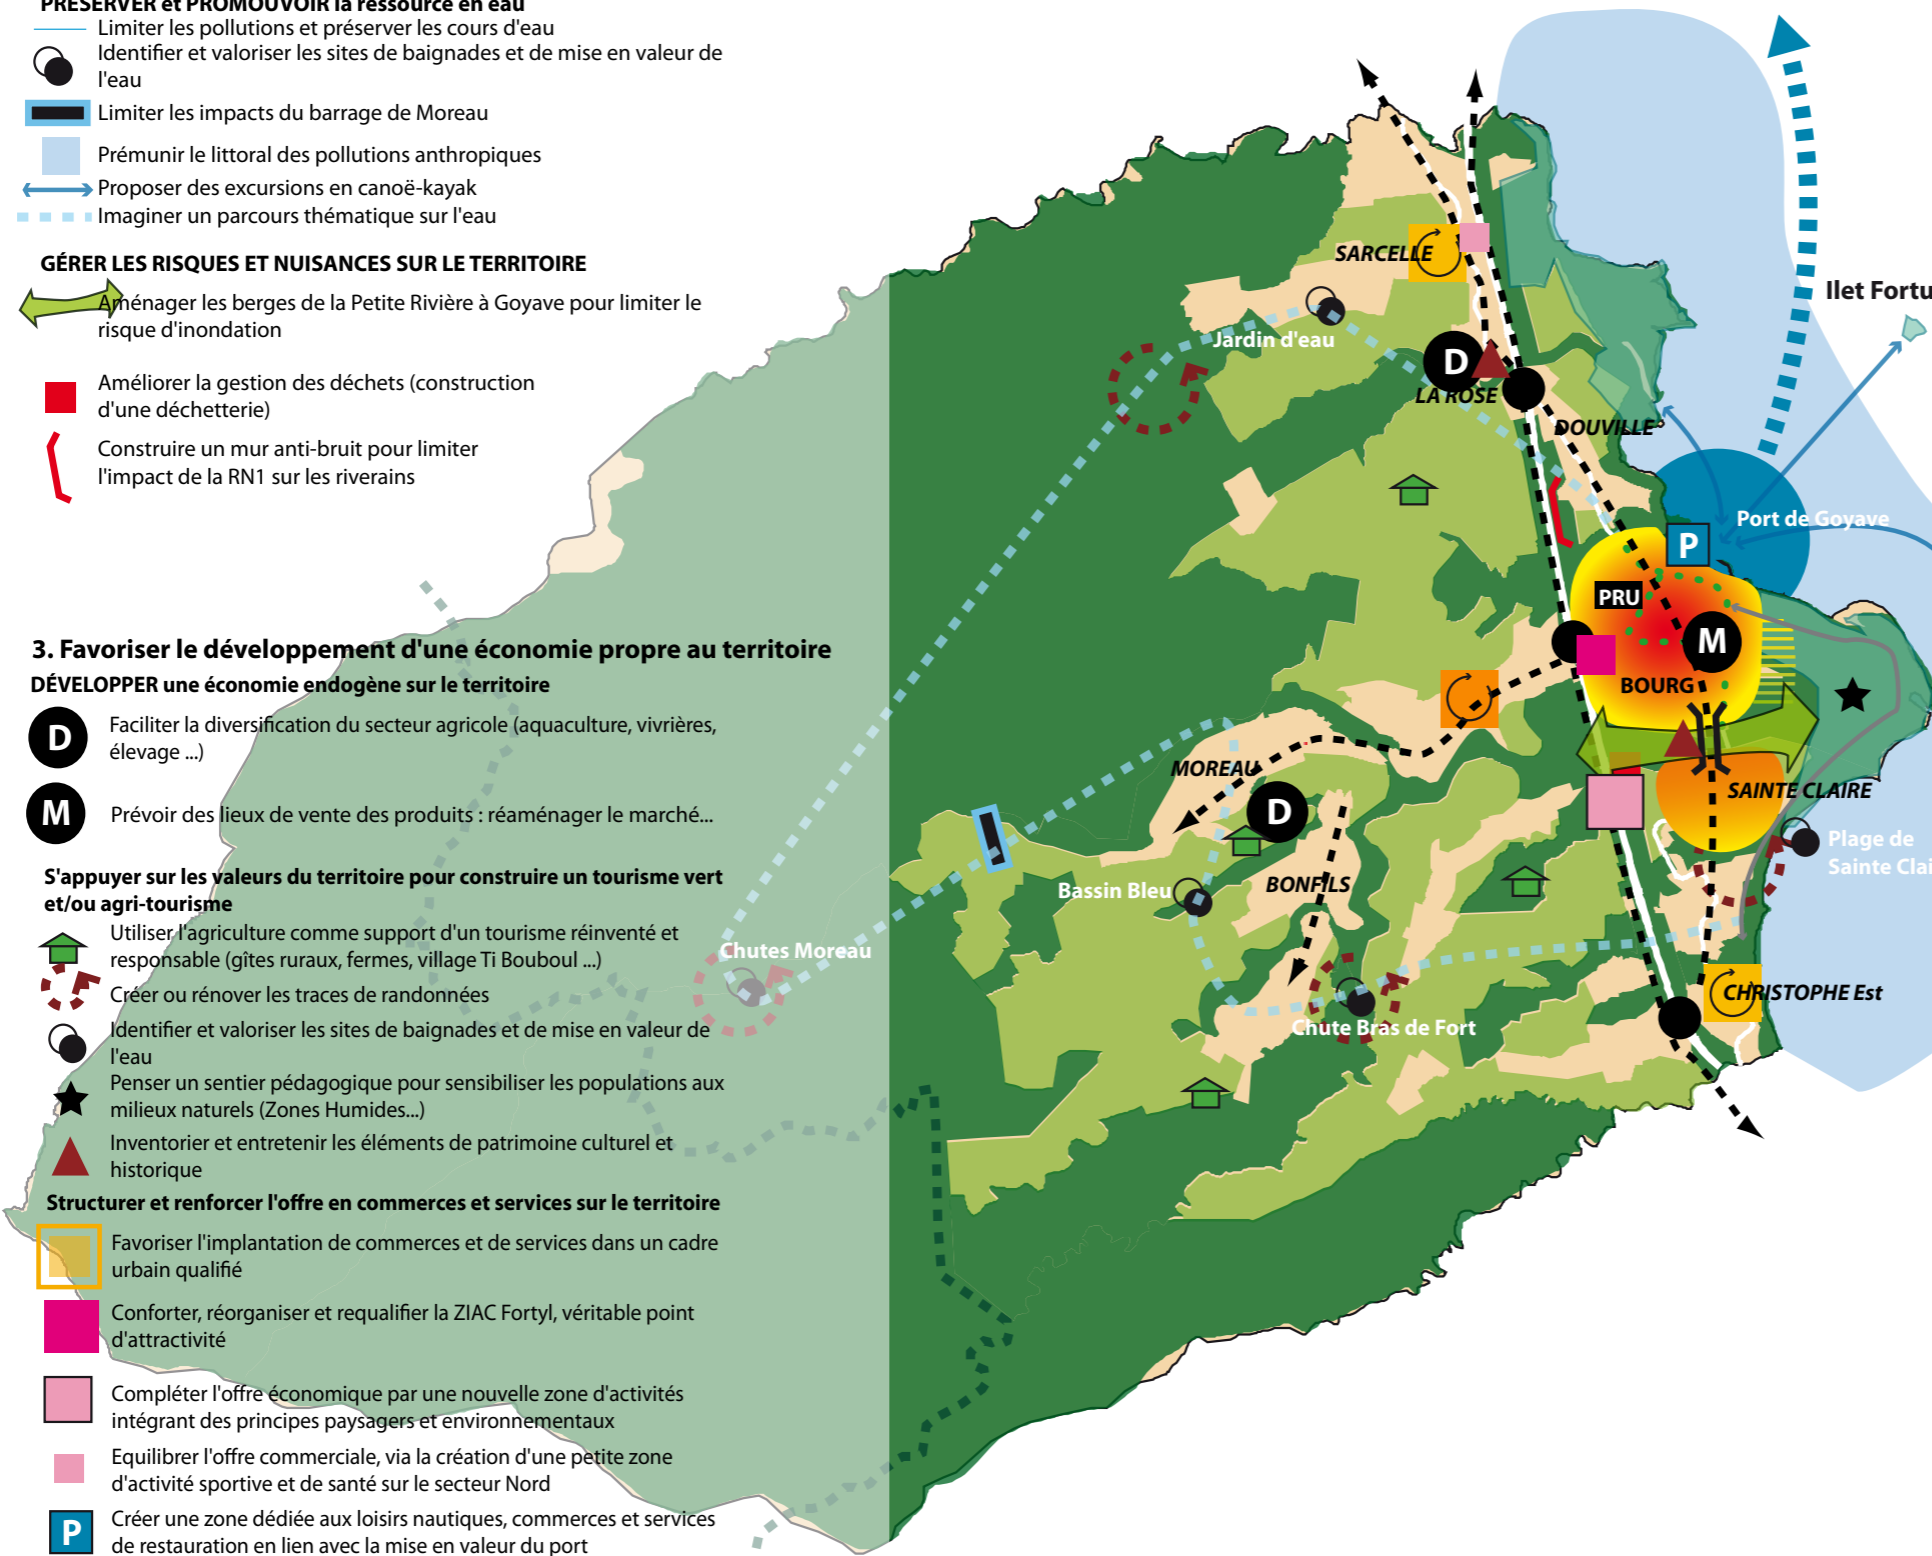 PRÉSERVER et PROMOUVOIR la ressource en eau
Limiter les pollutions et préserver les cours d'eau
Identifier et valoriser les sites de baignades et de mise en valeur de
l'eau
Limiter les impacts du barrage de Moreau
Prémunir le littoral des pollutions anthropiques
Proposer des excursions en canoë-kayak
Imaginer un parcours thématique sur l'eau
GÉRER LES RISQUES ET NUISANCES SUR LE TERRITOIRE
Aménager les berges de la Petite Rivière à Goyave pour limiter le
risque d'inondation
Améliorer la gestion des déchets (construction
d'une déchetterie)
Construire un mur anti-bruit pour limiter
l'impact de la RN1 sur les riverains
3. Favoriser le développement d'une économie propre au territoire
DÉVELOPPER une économie endogène sur le territoire
D
Faciliter la diversification du secteur agricole (aquaculture, vivrières,
élevage ...)
M
Prévoir des lieux de vente des produits : réaménager le marché...
S'appuyer sur les valeurs du territoire pour construire un tourisme vert
et/ou agri-tourisme
Utiliser l'agriculture comme support d'un tourisme réinventé et
responsable (gîtes ruraux, fermes, village Ti Bouboul ...)
Créer ou rénover les traces de randonnées
Identifier et valoriser les sites de baignades et de mise en valeur de
l'eau
Penser un sentier pédagogique pour sensibiliser les populations aux
milieux naturels (Zones Humides...)
Inventorier et entretenir les éléments de patrimoine culturel et
historique
Structurer et renforcer l'offre en commerces et services sur le territoire
Favoriser l'implantation de commerces et de services dans un cadre
urbain qualifié
Conforter, réorganiser et requalifier la ZIAC Fortyl, véritable point
d'attractivité
Compléter l'offre économique par une nouvelle zone d'activités
intégrant des principes paysagers et environnementaux
Equilibrer l'offre commerciale, via la création d'une petite zone
d'activité sportive et de santé sur le secteur Nord
P
Créer une zone dédiée aux loisirs nautiques, commerces et services
de restauration en lien avec la mise en valeur du port
SARCELLE
Ilet Fortu
Jardin d'eau
D
LA ROSE
DOUVILLE
Port de Goyave
P
PRU
M
BOURG
MOREAU
D
SAINTE CLAIRE
Plage de
Sainte Clai
Bassin Bleu
BONFILS
Chutes Moreau
CHRISTOPHE Est
Chute Bras de Fort